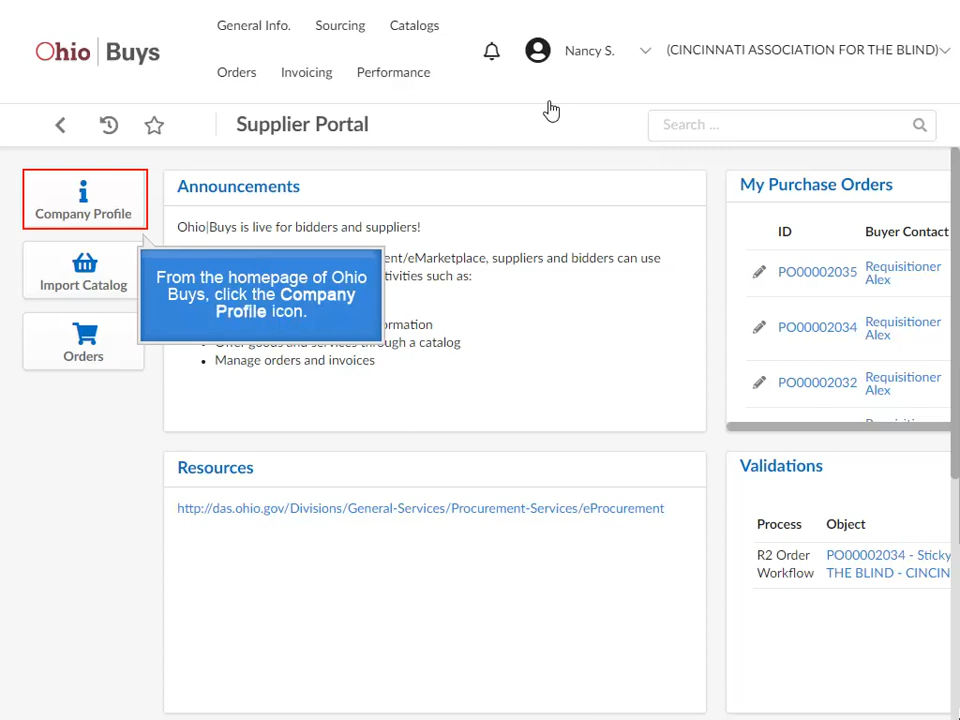 General Info. Sourcing Catalogs
Ohio Buys
Nancy S. (CINCINNATI ASSOCIATION FOR THE BLIND)
Orders Invoicing Performance
Supplier Portal
Search ...
Company Profile
Import Catalog
Orders
Announcements
Ohio|Buys is live for bidders and suppliers!
ent/eMarketplace, suppliers and bidders can use
tivities such as:
ormation
through a catalog
Manage orders and invoices
From the homepage of Ohio
Buys, click the Company
Profile icon.
Resources
http://das.ohio.gov/Divisions/General-Services/Procurement-Services/eProcurement
My Purchase Orders
ID Buyer Contact
PO00002035 Requisitioner
Alex
PO00002034 Requisitioner
Alex
PO00002032 Requisitioner
Alex
Validations
Process Object
R2 Order PO00002034 - Sticky
Workflow THE BLIND - CINCIN